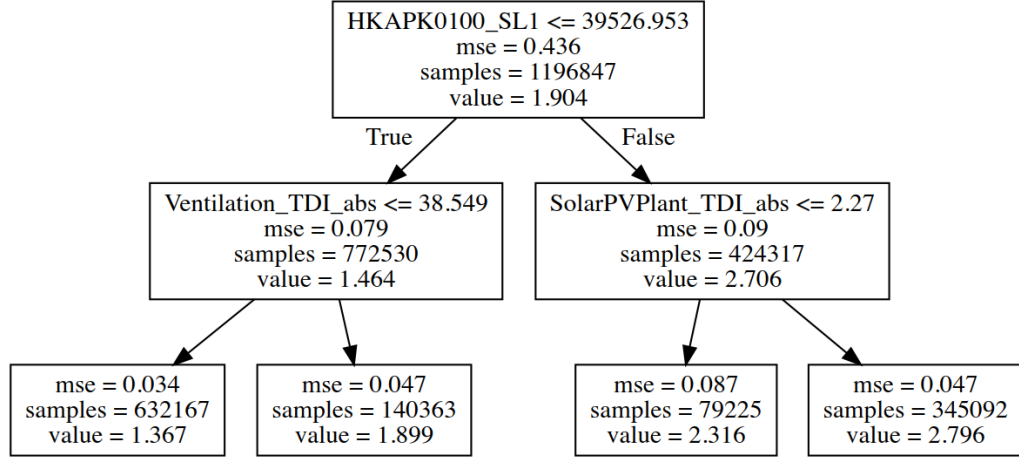 HKAPK0100_SL1 <= 39526.953
mse = 0.436
samples = 1196847
value = 1.904
True
False
Ventilation_TDI_abs <= 38.549
mse = 0.079
samples = 772530
value = 1.464
SolarPVPlant_TDI_abs <= 2.27
mse = 0.09
samples = 424317
value = 2.706
mse = 0.034
samples = 632167
value = 1.367
mse = 0.047
samples = 140363
value = 1.899
mse = 0.087
samples = 79225
value = 2.316
mse = 0.047
samples = 345092
value = 2.796